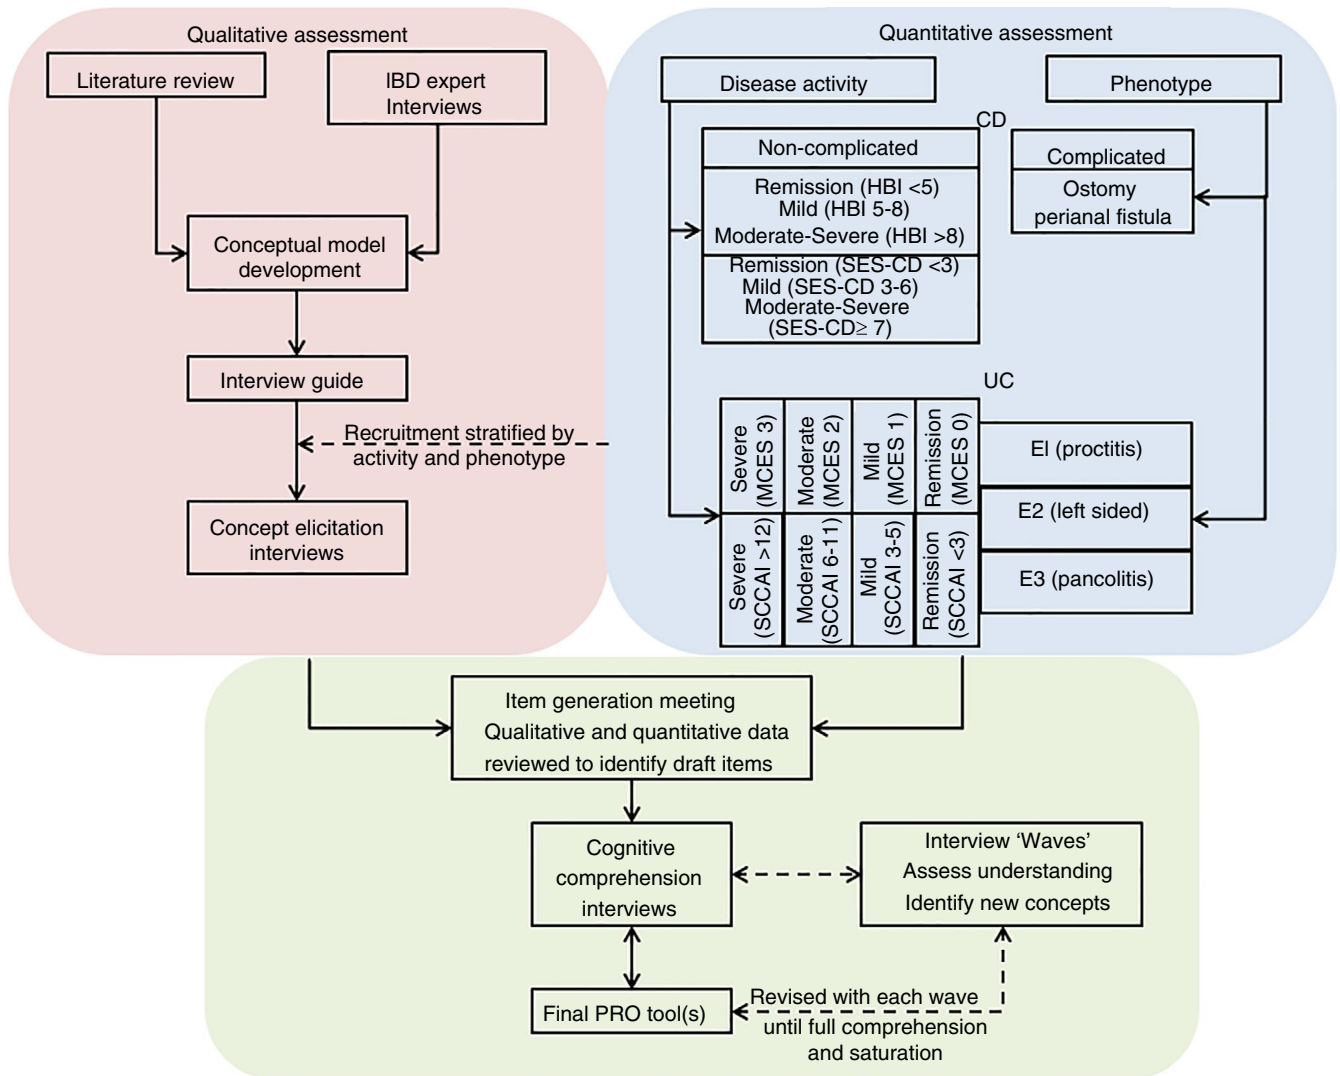 Qualitative assessment
Literature review
IBD expert
Interviews
Conceptual model
development
Interview guide
Recruitment stratified by
activity and phenotype
Concept elicitation
interviews
Quantitative assessment
Disease activity
Phenotype
CD
Non-complicated
Remission (HBI <5)
Mild (HBI 5-8)
Moderate-Severe (HBI >8)
Remission (SES-CD <3)
Mild (SES-CD 3-6)
Moderate-Severe
(SES-CD≥ 7)
Complicated
Ostomy
perianal fistula
UC
Severe
(MCES 3)
Moderate
(MCES 2)
Mild
(MCES 1)
Remission
(MCES 0)
Severe
(SCCAI >12)
Moderate
(SCCAI 6-11)
Mild
(SCCAI 3-5)
Remission
(SCCAI <3)
El (proctitis)
E2 (left sided)
E3 (pancolitis)
Item generation meeting
Qualitative and quantitative data
reviewed to identify draft items
Cognitive
comprehension
interviews
Interview ‘Waves’
Assess understanding
Identify new concepts
Final PRO tool(s)
Revised with each wave
until full comprehension
and saturation